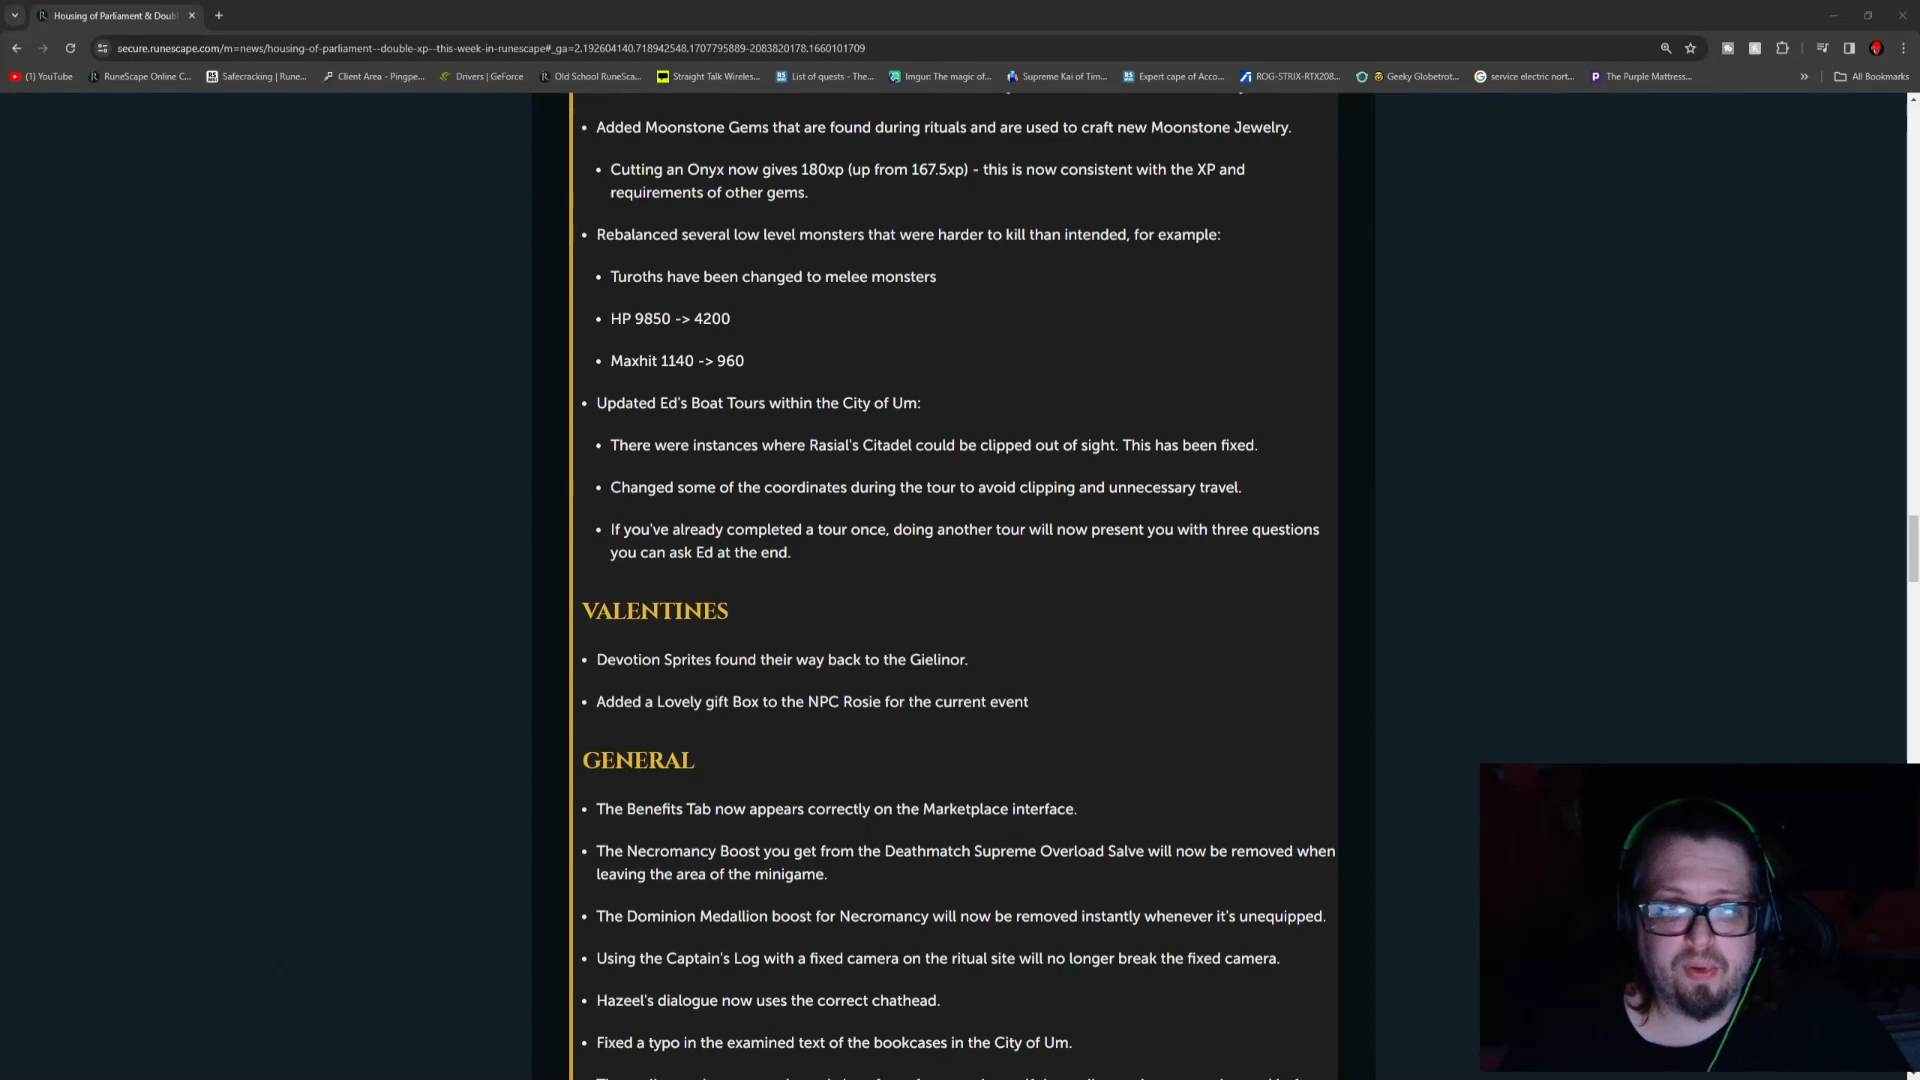 Housing of Parliament & Doubl
secure.runescape.com/m=news/housing-of-parliament--double-xp--this-week-in-runescape#_ga=2.192604140.718942548.1707795889-2083820178.1660101709
(1) YouTube
RuneScape Online C...
Safecracking | Rune...
Client Area - Pingpe...
Drivers | GeForce
Old School RuneSca...
Straight Talk Wireles...
List of quests - The...
Imgur: The magic of...
Supreme Kai of Tim...
Expert cape of Acco...
ROG-STRIX-RTX208...
Geeky Globetrot...
service electric nort...
The Purple Mattress...
All Bookmarks
• Added Moonstone Gems that are found during rituals and are used to craft new Moonstone Jewelry.
• Cutting an Onyx now gives 180xp (up from 167.5xp) - this is now consistent with the XP and
requirements of other gems.
• Rebalanced several low level monsters that were harder to kill than intended, for example:
• Turoths have been changed to melee monsters
• HP 9850 -> 4200
• Maxhit 1140 -> 960
• Updated Ed's Boat Tours within the City of Um:
• There were instances where Rasial's Citadel could be clipped out of sight. This has been fixed.
• Changed some of the coordinates during the tour to avoid clipping and unnecessary travel.
• If you've already completed a tour once, doing another tour will now present you with three questions
you can ask Ed at the end.
VALENTINES
• Devotion Sprites found their way back to the Gielinor.
• Added a Lovely gift Box to the NPC Rosie for the current event
GENERAL
• The Benefits Tab now appears correctly on the Marketplace interface.
• The Necromancy Boost you get from the Deathmatch Supreme Overload Salve will now be removed when
leaving the area of the minigame.
• The Dominion Medallion boost for Necromancy will now be removed instantly whenever it's unequipped.
• Using the Captain's Log with a fixed camera on the ritual site will no longer break the fixed camera.
• Hazeel's dialogue now uses the correct chathead.
• Fixed a typo in the examined text of the bookcases in the City of Um.